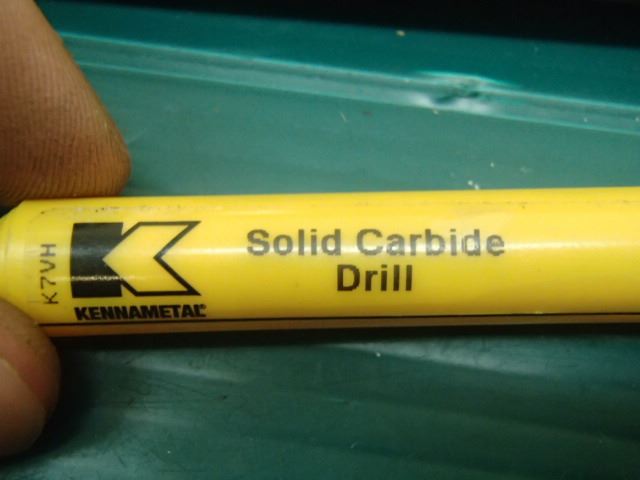 K7VH
KENNAMETAL
Solid Carbide
Drill